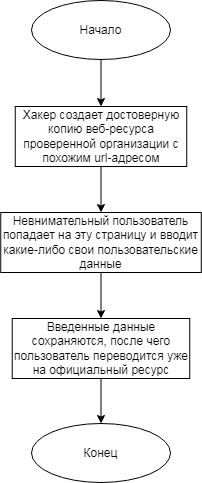 Начало
Хакер создает достоверную
копию веб-ресурса
проверенной организации с
похожим url-адресом
Невнимательный пользователь
попадает на эту страницу и вводит
какие-либо свои пользовательские
данные
Введенные данные
сохраняются, после чего
пользователь переводится уже
на официальный ресурс
Конец